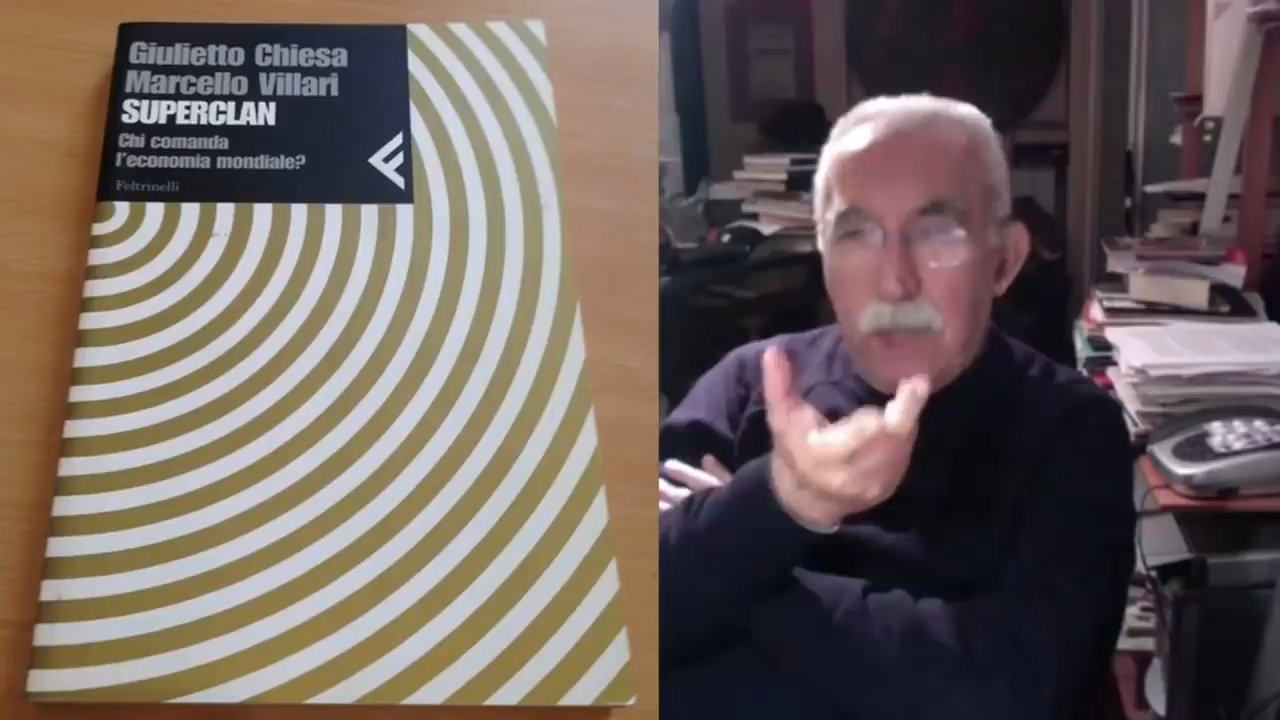 Giulietto Chiesa
Marcello Villari
SUPERCLAN
Chi comanda
l'economia mondiale?
Feltrinelli